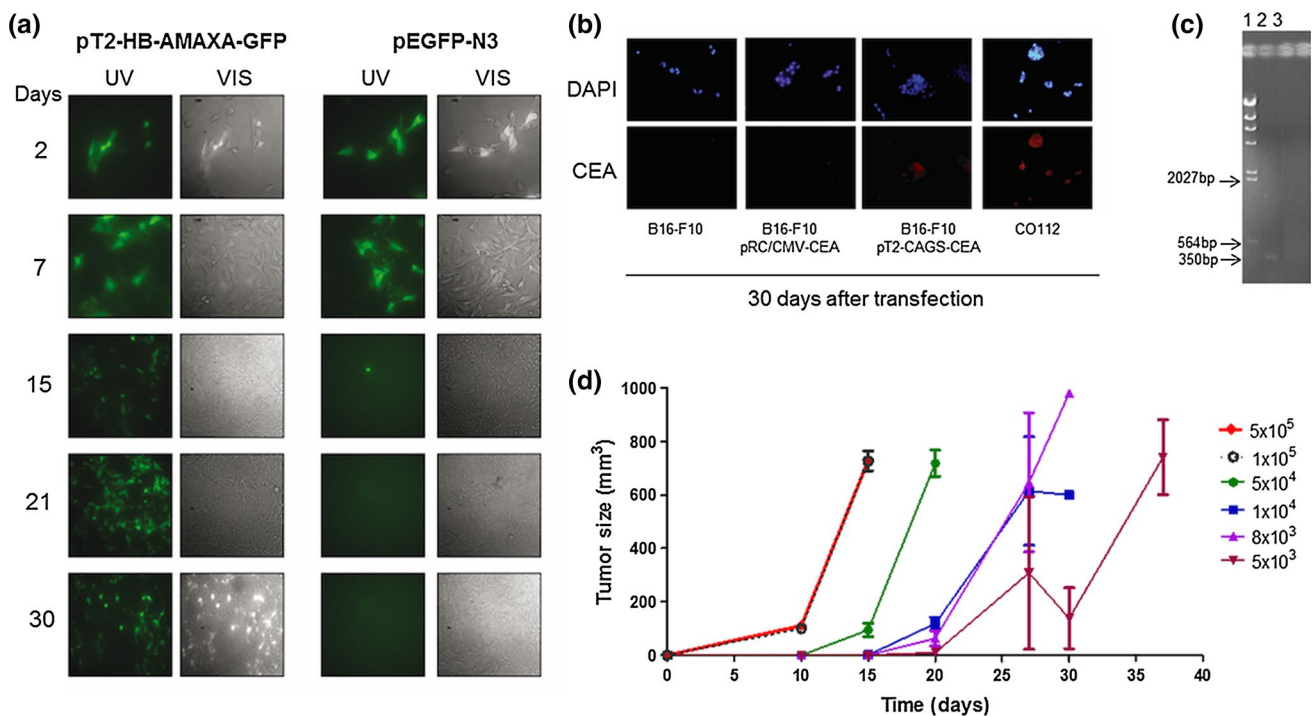 (a)
pT2-HB-AMAXA-GFP
pEGFP-N3
UV
VIS
UV
VIS
Days
2
7
15
21
30
(b)
DAPI
CEA
B16-F10
B16-F10
pRC/CMV-CEA
B16-F10
pT2-CAGS-CEA
CO112
30 days after transfection
(c)
1 2 3
2027bp
564bp
350bp
(d)
Tumor size (mm³)
1000
800
600
400
200
0
0
5
10
15
20
25
30
35
40
Time (days)
5x10⁵
1x10⁵
5x10⁴
1x10⁴
8x10³
5x10³